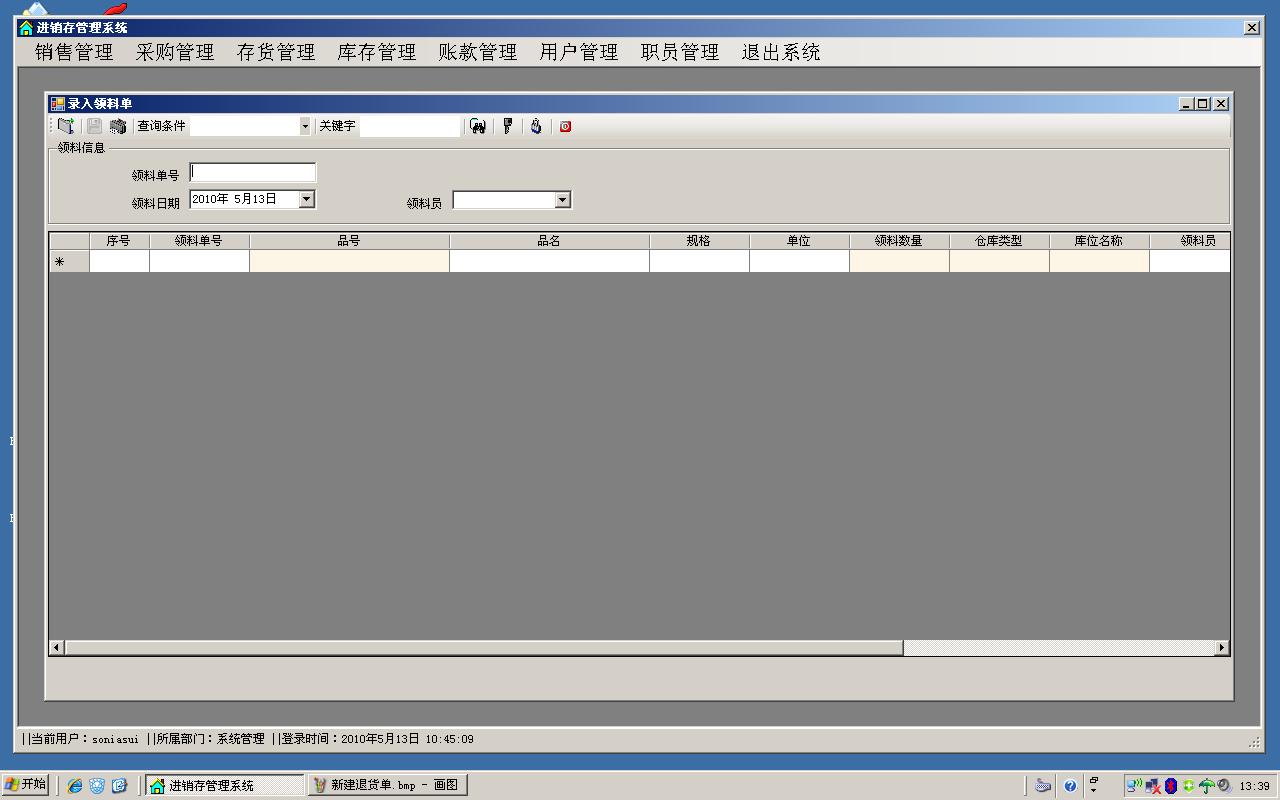 进销存管理系统
销售管理 采购管理 存货管理 库存管理 账款管理 用户管理 职员管理 退出系统
录入领料单
查询条件 关键字
领料信息
领料单号
领料日期 2010年 5月13日 领料员
序号 领料单号 品号 品名 规格 单位 领料数量 仓库类型 库位名称 领料员
||当前用户：soniasui ||所属部门：系统管理 ||登录时间：2010年5月13日 10:45:09
开始 进销存管理系统 新建退货单.bmp - 画图 13:39